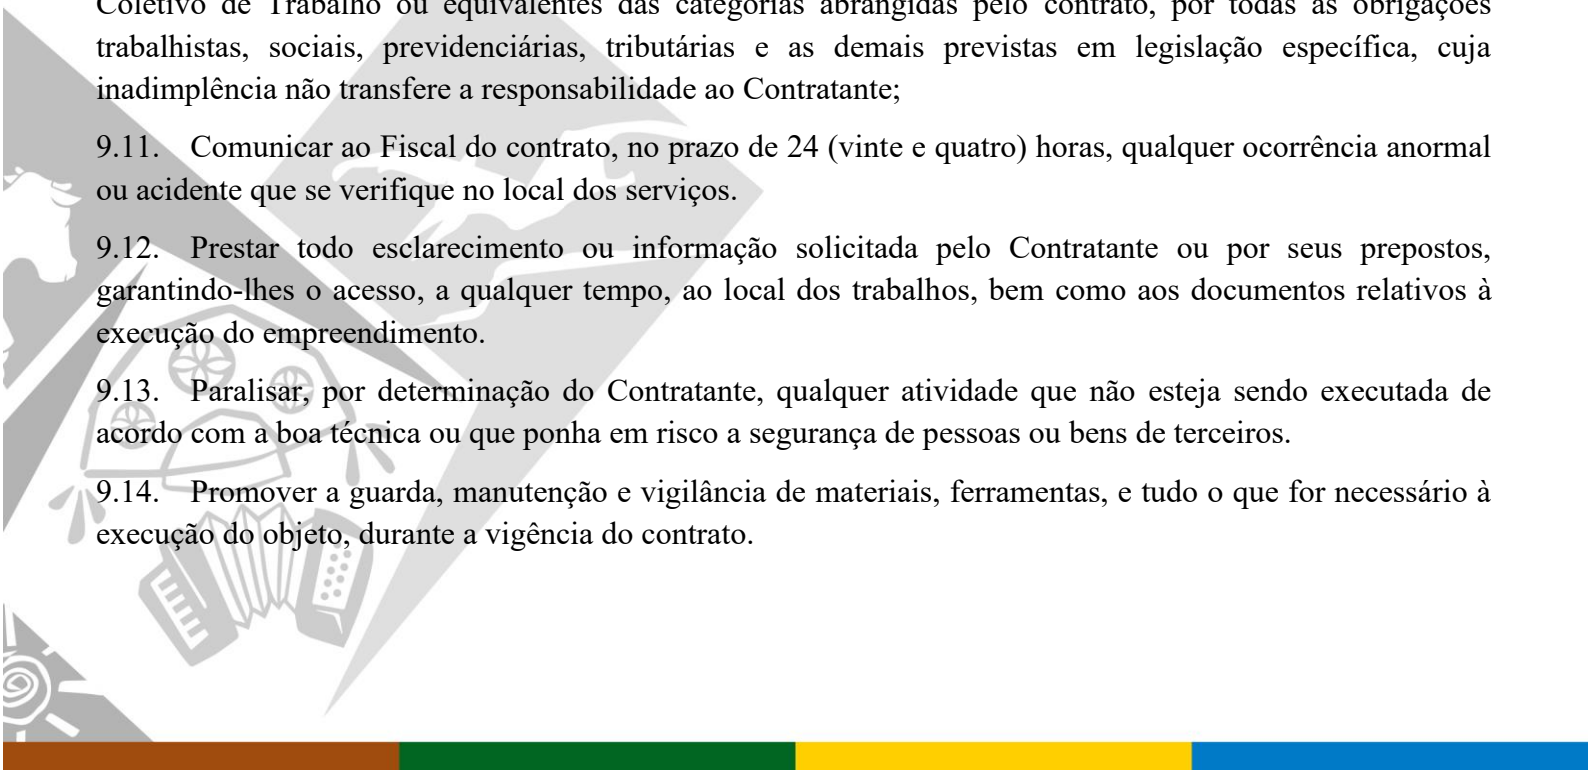 Coletivo de Trabalho ou equivalentes das categorias abrangidas pelo contrato, por todas as obrigações
trabalhistas, sociais, previdenciárias, tributárias e as demais previstas em legislação específica, cuja
inadimplência não transfere a responsabilidade ao Contratante;
9.11. Comunicar ao Fiscal do contrato, no prazo de 24 (vinte e quatro) horas, qualquer ocorrência anormal
ou acidente que se verifique no local dos serviços.
9.12. Prestar todo esclarecimento ou informação solicitada pelo Contratante ou por seus prepostos,
garantindo-lhes o acesso, a qualquer tempo, ao local dos trabalhos, bem como aos documentos relativos à
execução do empreendimento.
9.13. Paralisar, por determinação do Contratante, qualquer atividade que não esteja sendo executada de
acordo com a boa técnica ou que ponha em risco a segurança de pessoas ou bens de terceiros.
9.14. Promover a guarda, manutenção e vigilância de materiais, ferramentas, e tudo o que for necessário à
execução do objeto, durante a vigência do contrato.